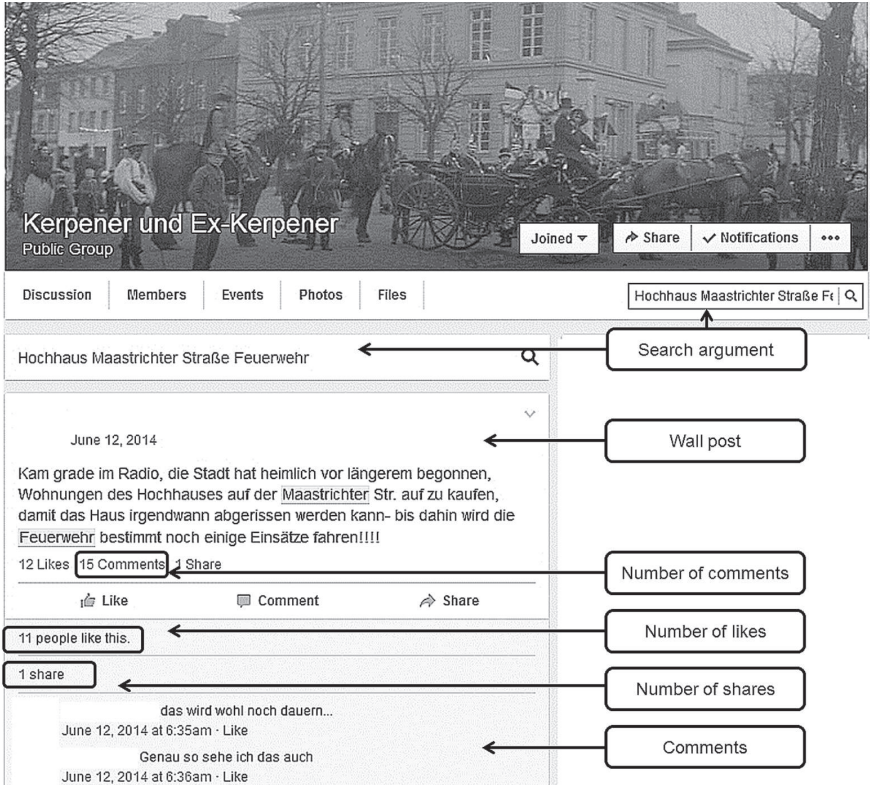 Kerpener und Ex-Kerpener
Public Group
Joined
Share
Notifications
Discussion
Members
Events
Photos
Files
Hochhaus Maastrichter Straße Fe
Search argument
Hochhaus Maastrichter Straße Feuerwehr
June 12, 2014
Wall post
Kam grade im Radio, die Stadt hat heimlich vor längerem begonnen,
Wohnungen des Hochhauses auf der Maastrichter Str. auf zu kaufen,
damit das Haus irgendwann abgerissen werden kann- bis dahin wird die
Feuerwehr bestimmt noch einige Einsätze fahren!!!!
12 Likes 15 Comments 1 Share
Number of comments
Like
Comment
Share
11 people like this.
Number of likes
1 share
Number of shares
das wird wohl noch dauern...
June 12, 2014 at 6:35am · Like
Comments
Genau so sehe ich das auch
June 12, 2014 at 6:36am · Like